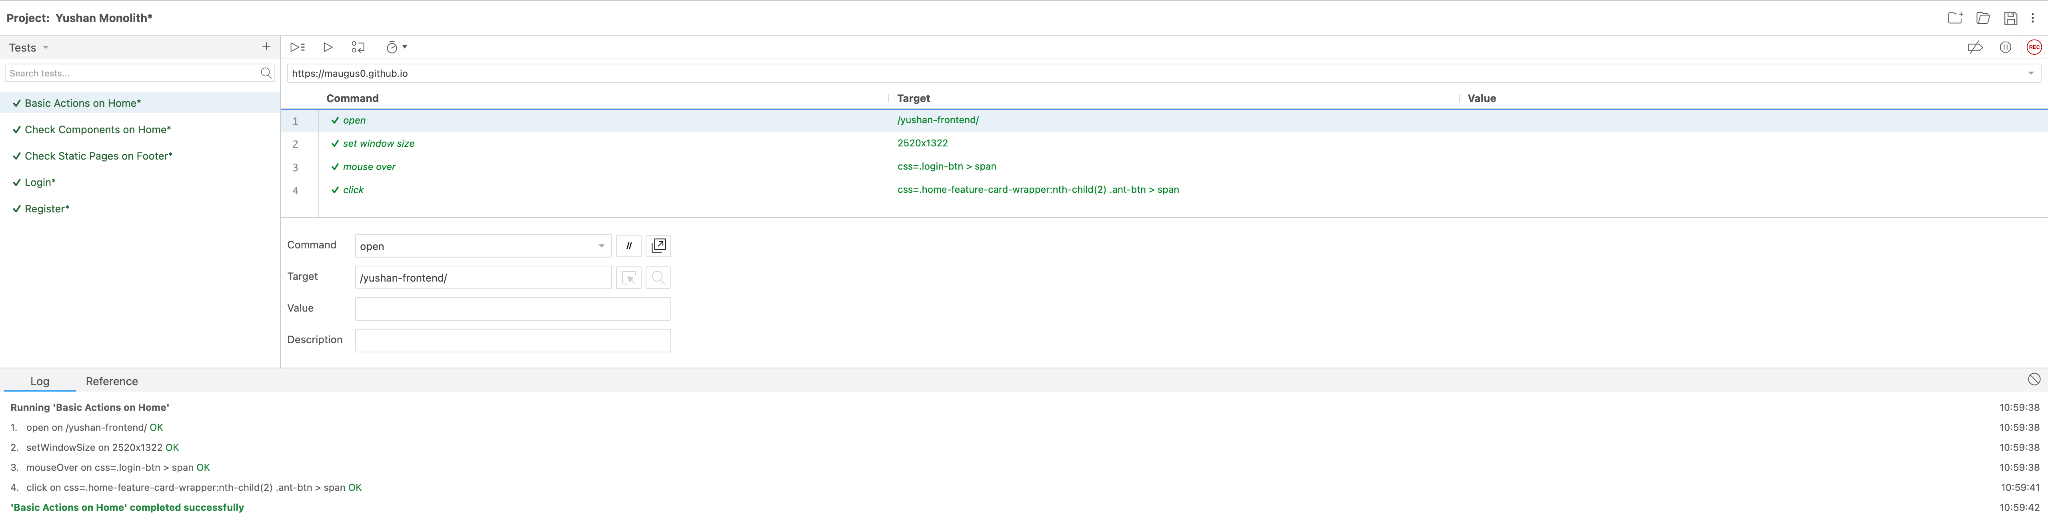 Project: Yushan Monolith*
Tests
Search tests...
Basic Actions on Home*
Check Components on Home*
Check Static Pages on Footer*
Login*
Register*
REC
https://maugus0.github.io
Command Target Value
1 open /yushan-frontend/
2 set window size 2520x1322
3 mouse over css=.login-btn > span
4 click css=.home-feature-card-wrapper:nth-child(2) .ant-btn > span
Command open //
Target /yushan-frontend/
Value
Description
Log Reference
Running 'Basic Actions on Home' 10:59:38
1. open on /yushan-frontend/ OK 10:59:38
2. setWindowSize on 2520x1322 OK 10:59:38
3. mouseOver on css=.login-btn > span OK 10:59:38
4. click on css=.home-feature-card-wrapper:nth-child(2) .ant-btn > span OK 10:59:41
'Basic Actions on Home' completed successfully 10:59:42